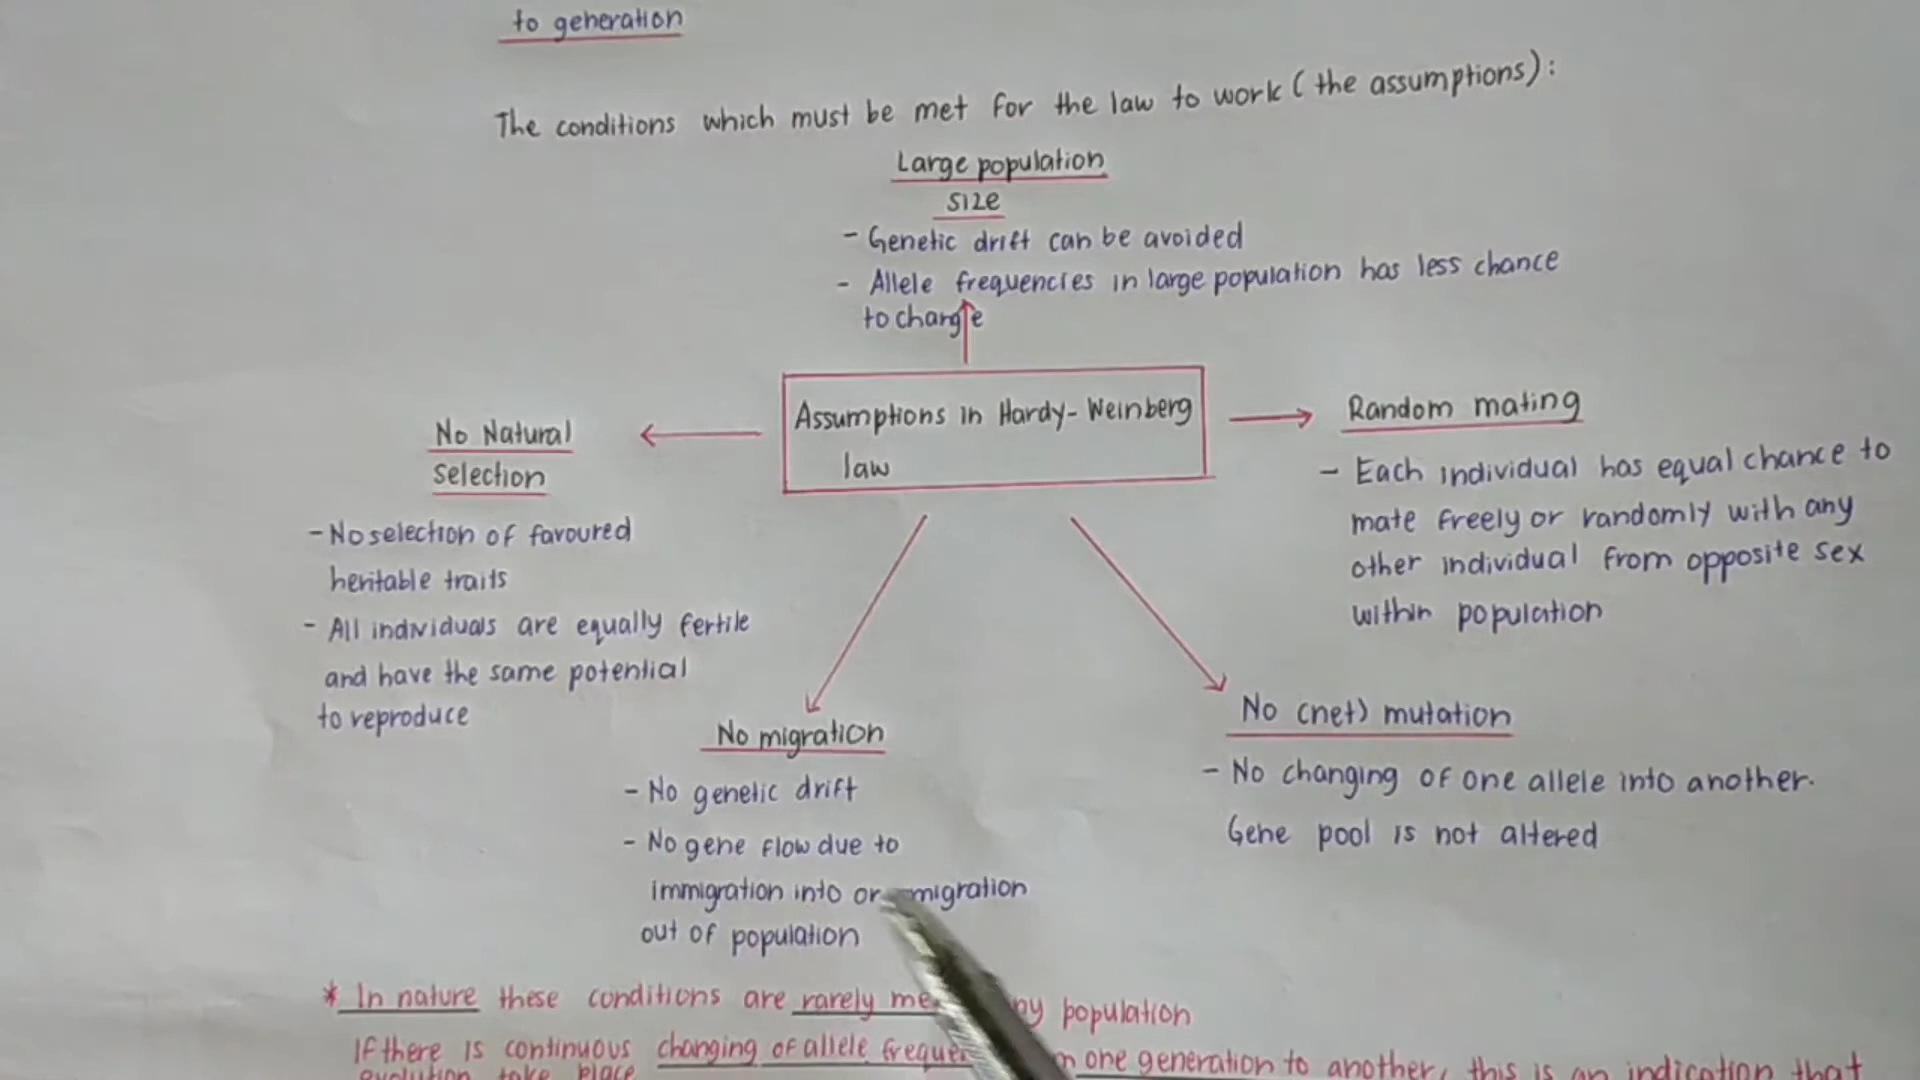 to generation
The conditions which must be met for the law to work (the assumptions):
Large population
size
- Genetic drift can be avoided
- Allele frequencies in large population has less chance
to change
Assumptions in Hardy-Weinberg
law
No Natural
selection
- No selection of favoured
heritable traits
- All individuals are equally fertile
and have the same potential
to reproduce
Random mating
- Each individual has equal chance to
mate freely or randomly with any
other individual from opposite sex
within population
No migration
- No genetic drift
- No gene flow due to
immigration into or emigration
out of population
No (net) mutation
- No changing of one allele into another.
Gene pool is not altered
* In nature these conditions are rarely population
If there is continuous changing of allele one generation to another, this is an indication that
evolution take place